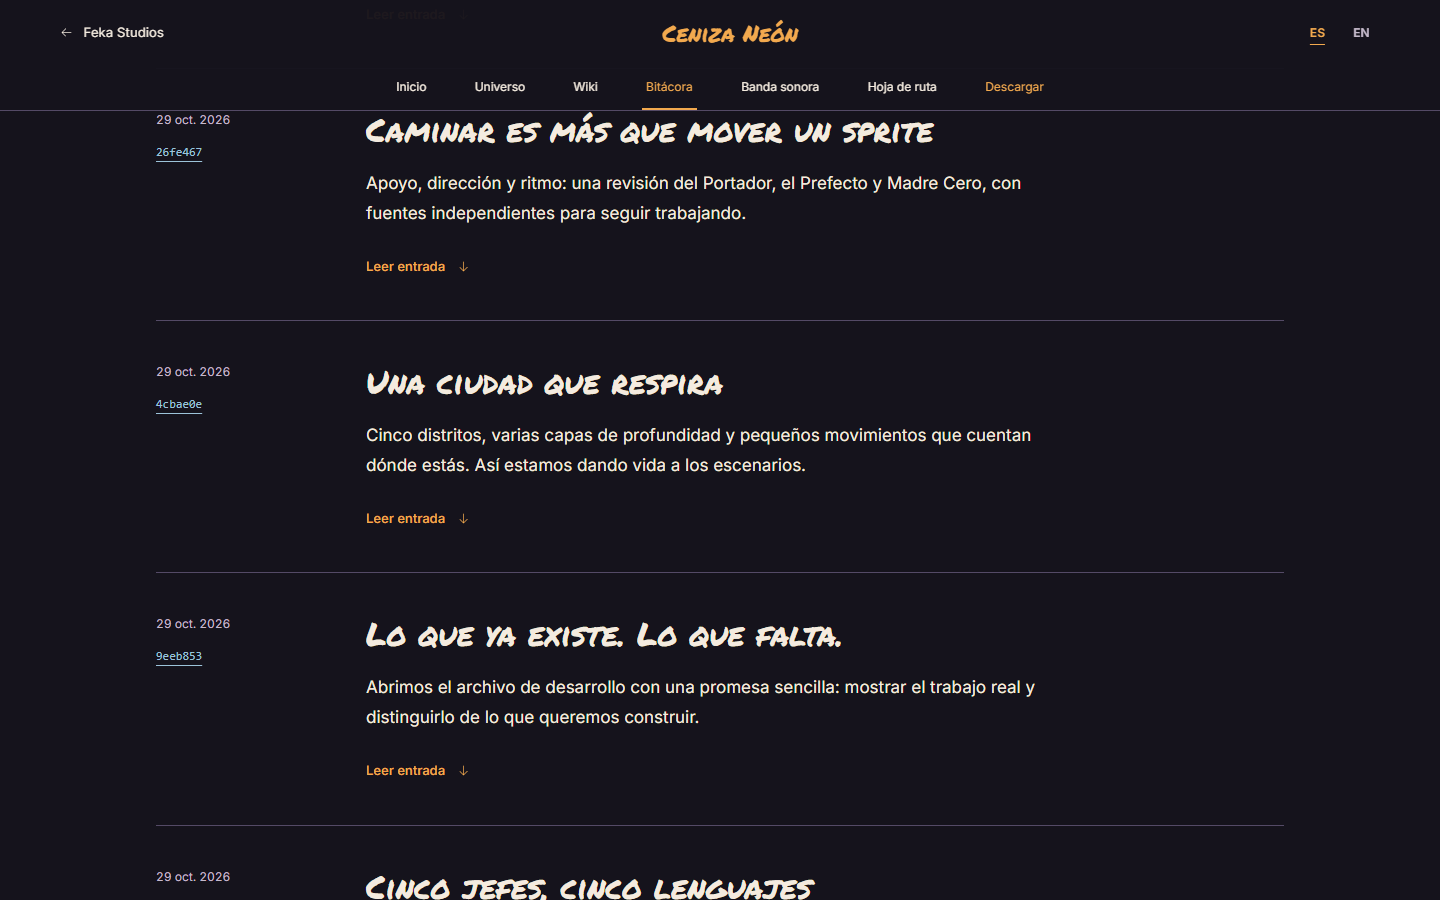 Leer entrada ↓
← Feka Studios
Ceniza Neón
ES EN
Inicio Universo Wiki Bitácora Banda sonora Hoja de ruta Descargar
29 oct. 2026
26fe467
Caminar es más que mover un sprite
Apoyo, dirección y ritmo: una revisión del Portador, el Prefecto y Madre Cero, con
fuentes independientes para seguir trabajando.
Leer entrada ↓
29 oct. 2026
4cbae0e
Una ciudad que respira
Cinco distritos, varias capas de profundidad y pequeños movimientos que cuentan
dónde estás. Así estamos dando vida a los escenarios.
Leer entrada ↓
29 oct. 2026
9eeb853
Lo que ya existe. Lo que falta.
Abrimos el archivo de desarrollo con una promesa sencilla: mostrar el trabajo real y
distinguirlo de lo que queremos construir.
Leer entrada ↓
29 oct. 2026
Cinco jefes, cinco lenguajes